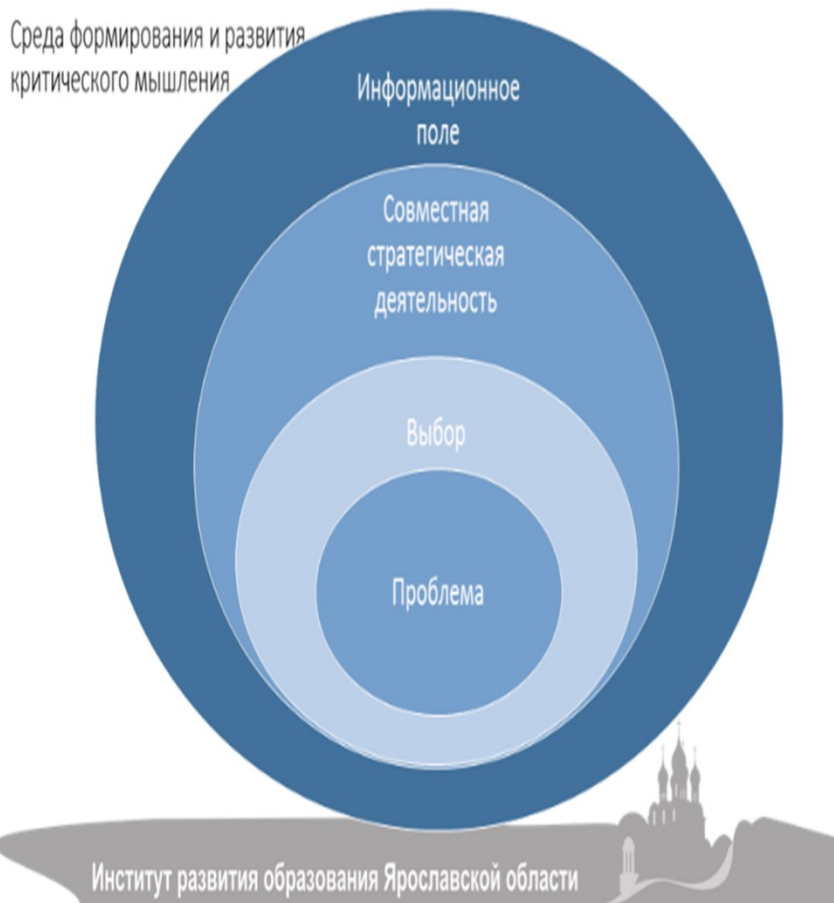 Среда формирования и развития
критического мышления
Информационное
поле
Совместная
стратегическая
деятельность
Выбор
Проблема
Институт развития образования Ярославской области